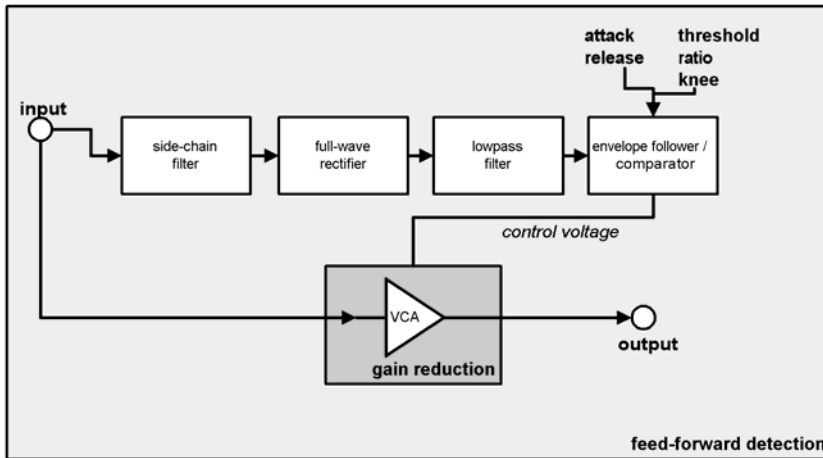 attack
release
threshold
ratio
knee
input
side-chain
filter
full-wave
rectifier
lowpass
filter
envelope follower /
comparator
control voltage
VCA
gain reduction
output
feed-forward detection